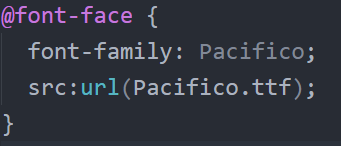 @font-face {
font-family: Pacifico;
src:url(Pacifico.ttf);
}